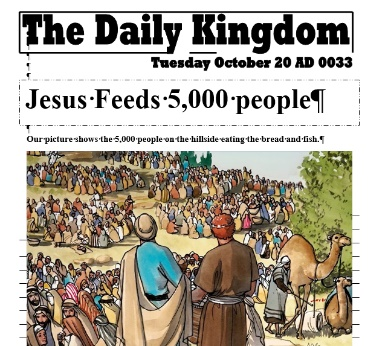 The Daily Kingdom
Tuesday October 20 AD 0033
Jesus·Feeds·5,000·people¶
Our·picture·shows·the·5,000·people·on·the·hillside·eating·the·bread·and·fish.¶